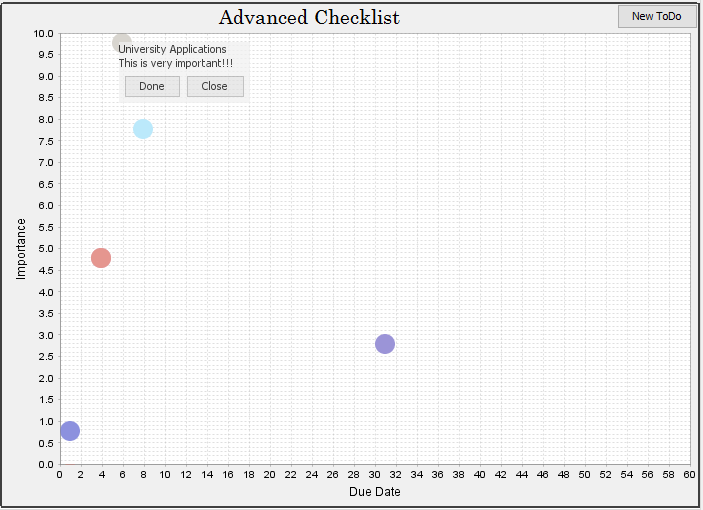 Advanced Checklist
New ToDo
10.0
9.5
9.0
8.5
8.0
7.5
7.0
6.5
6.0
5.5
5.0
4.5
4.0
3.5
3.0
2.5
2.0
1.5
1.0
0.5
0.0
Importance
University Applications
This is very important!!!
Done Close
0 2 4 6 8 10 12 14 16 18 20 22 24 26 28 30 32 34 36 38 40 42 44 46 48 50 52 54 56 58 60
Due Date